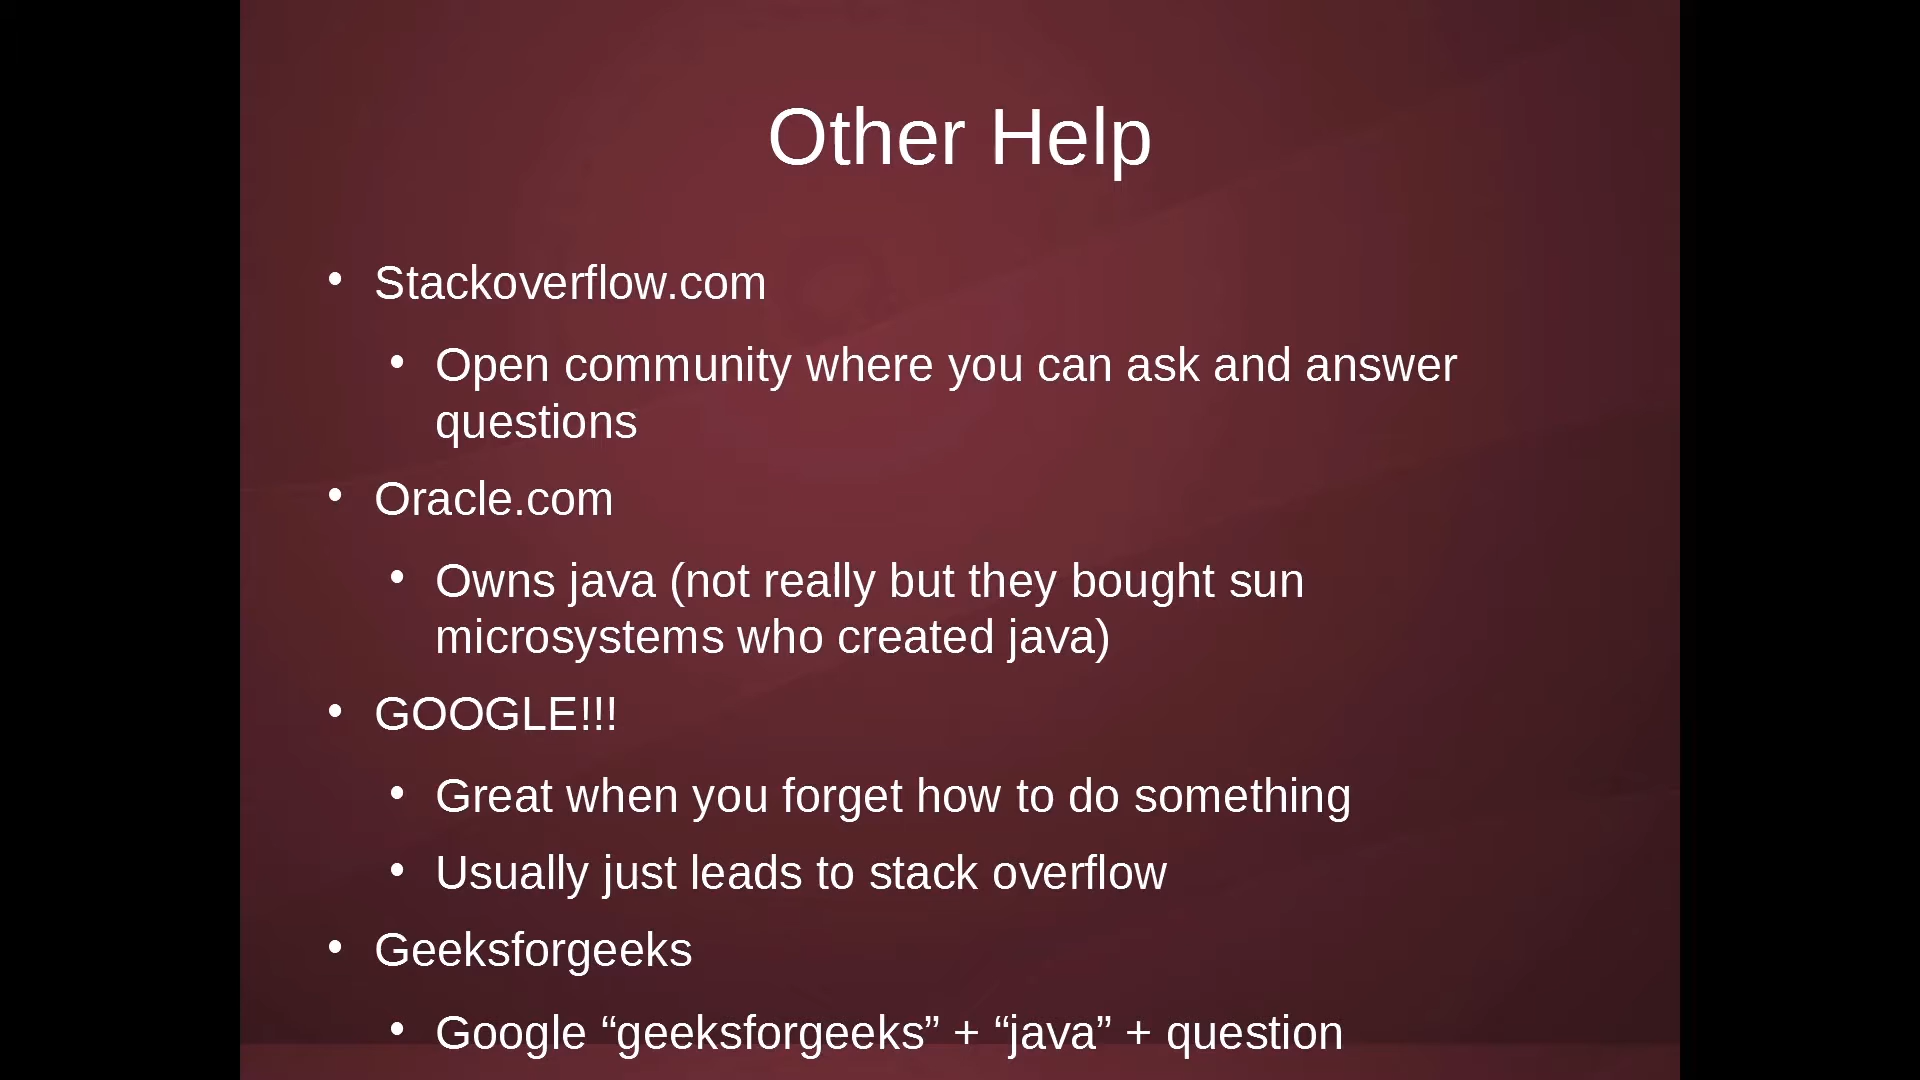 Other Help
• Stackoverflow.com
• Open community where you can ask and answer
questions
• Oracle.com
• Owns java (not really but they bought sun
microsystems who created java)
• GOOGLE!!!
• Great when you forget how to do something
• Usually just leads to stack overflow
• Geeksforgeeks
• Google “geeksforgeeks” + “java” + question